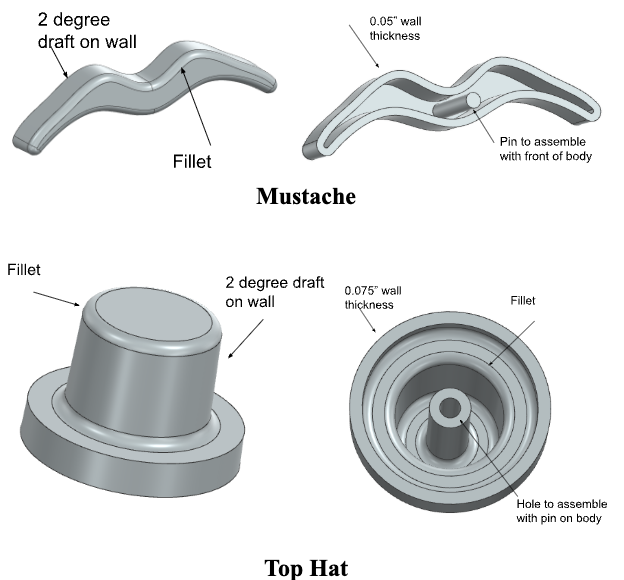 2 degree
draft on wall
Fillet
0.05” wall
thickness
Pin to assemble
with front of body
Mustache
Fillet
2 degree draft
on wall
0.075” wall
thickness
Fillet
Hole to assemble
with pin on body
Top Hat